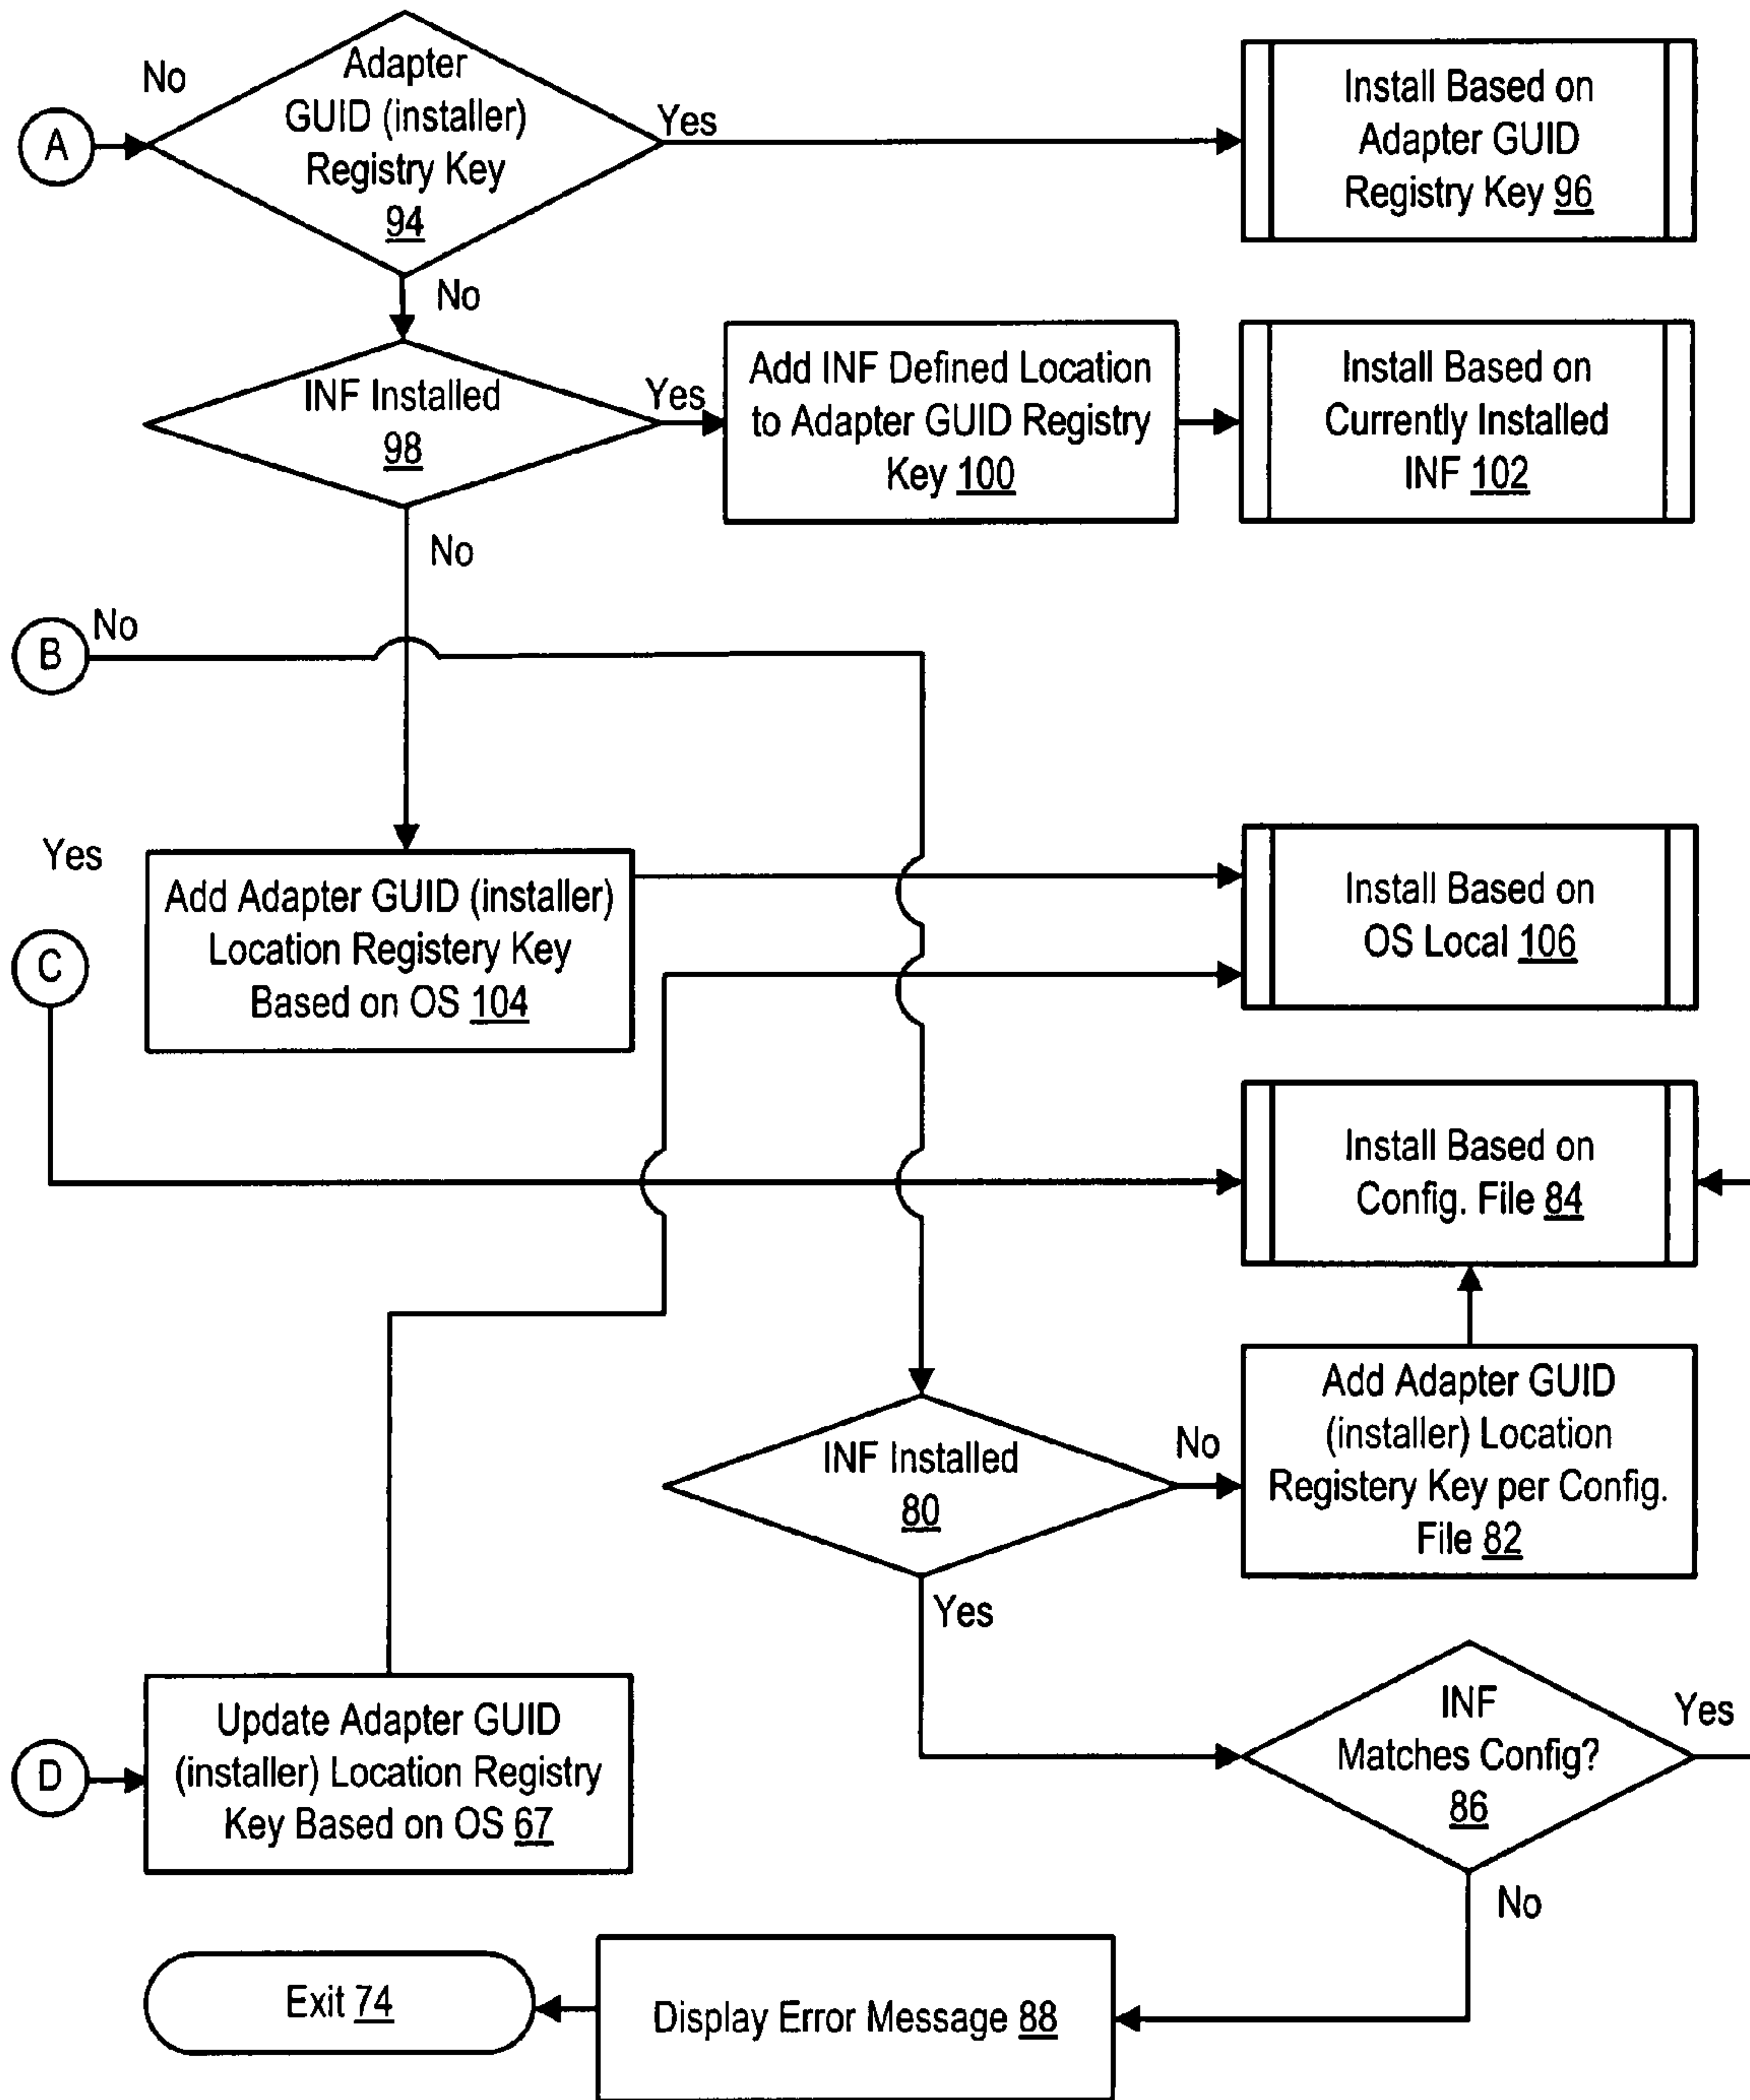 No
Adapter
GUID (installer)
Registry Key
94
A
Yes
Install Based on
Adapter GUID
Registry Key 96
No
INF Installed
98
Yes
Add INF Defined Location
to Adapter GUID Registry
Key 100
Install Based on
Currently Installed
INF 102
No
B
No
Yes
Add Adapter GUID (installer)
Location Registery Key
Based on OS 104
Install Based on
OS Local 106
C
Install Based on
Config. File 84
INF Installed
80
No
Add Adapter GUID
(installer) Location
Registery Key per Config.
File 82
Yes
D
Update Adapter GUID
(installer) Location Registry
Key Based on OS 67
INF
Matches Config?
86
Yes
No
Exit 74
Display Error Message 88